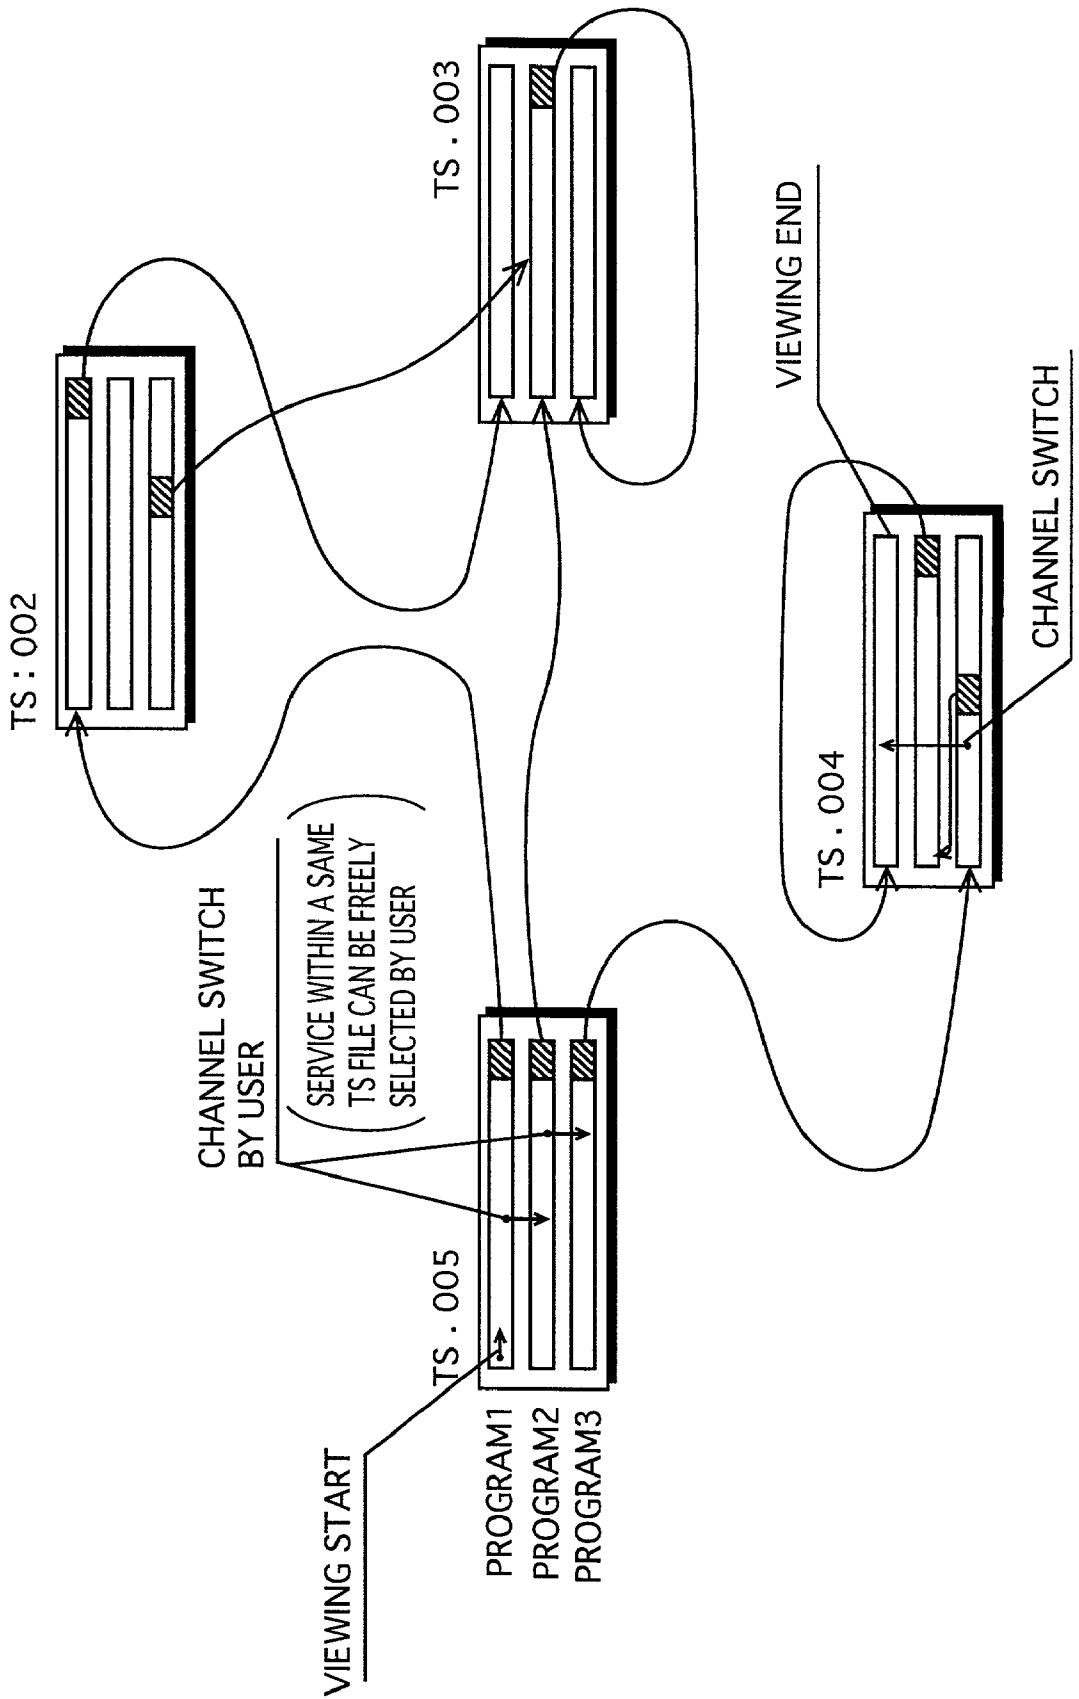 VIEWING START
CHANNEL SWITCH
BY USER
SERVICE WITHIN A SAME
TS FILE CAN BE FREELY
SELECTED BY USER
TS . 005
PROGRAM1
PROGRAM2
PROGRAM3
TS : 002
TS . 003
TS . 004
VIEWING END
CHANNEL SWITCH